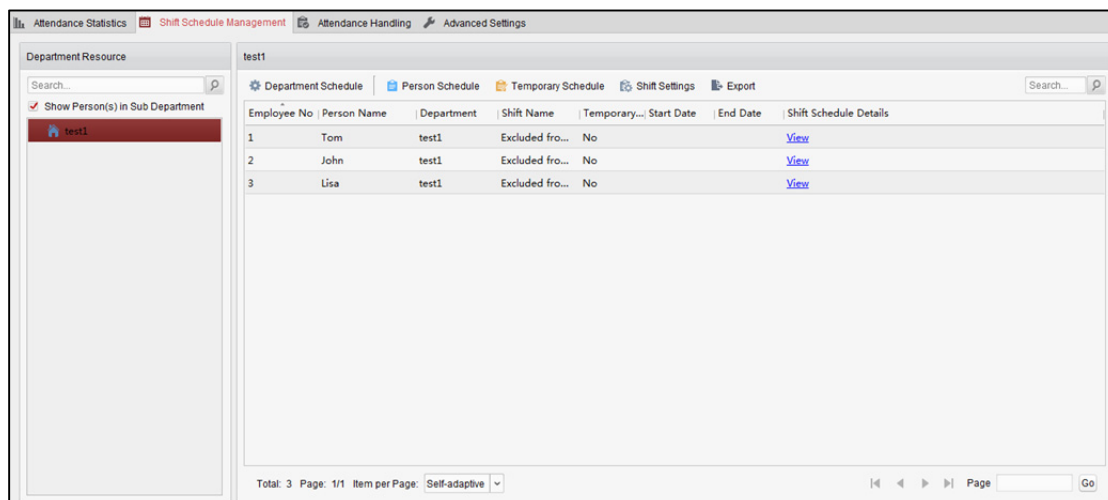 Attendance Statistics Shift Schedule Management Attendance Handling Advanced Settings
Department Resource
Search...
Show Person(s) in Sub Department
test1
test1
Department Schedule Person Schedule Temporary Schedule Shift Settings Export Search...
Employee No Person Name Department Shift Name Temporary... Start Date End Date Shift Schedule Details
1 Tom test1 Excluded fro... No View
2 John test1 Excluded fro... No View
3 Lisa test1 Excluded fro... No View
Total: 3 Page: 1/1 Item per Page: Self-adaptive Page Go